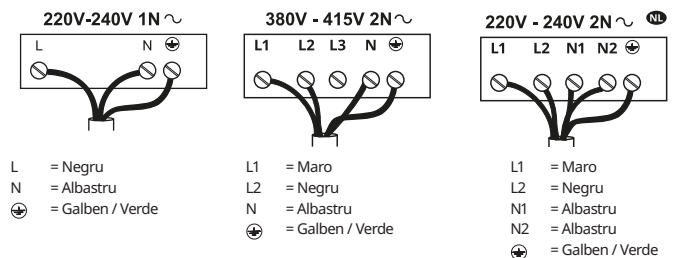 220V-240V 1N ~
L N ⏚
L = Negru
N = Albastru
⏚ = Galben / Verde
380V - 415V 2N ~
L1 L2 L3 N ⏚
L1 = Maro
L2 = Negru
N = Albastru
⏚ = Galben / Verde
220V - 240V 2N ~ NL
L1 L2 N1 N2 ⏚
L1 = Maro
L2 = Negru
N1 = Albastru
N2 = Albastru
⏚ = Galben / Verde